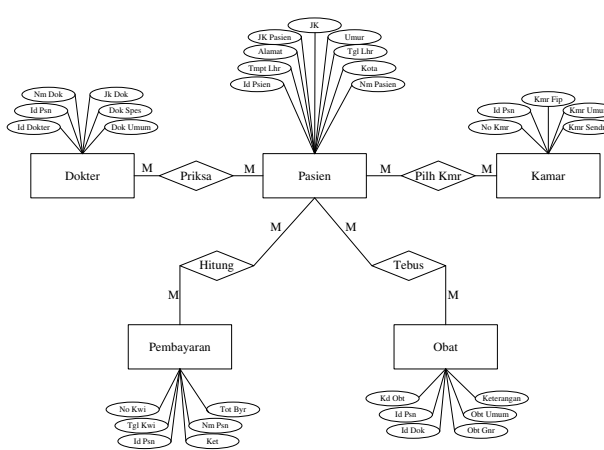 JK
JK Pasien
Umur
Alamat
Tgl Lhr
Tmpt Lhr
Kota
Id Psien
Nm Pasien
Nm Dok
Jk Dok
Id Psn
Dok Spes
Id Dokter
Dok Umum
Kmr Fip
Id Psn
Kmr Umu
No Kmr
Kmr Sendr
Dokter
M
Priksa
M
Pasien
M
Pilh Kmr
M
Kamar
M
M
Hitung
Tebus
M
M
Pembayaran
Obat
No Kwi
Tot Byr
Tgl Kwi
Nm Psn
Id Psn
Ket
Kd Obt
Keterangan
Id Psn
Obt Umum
Id Dok
Obt Gnr